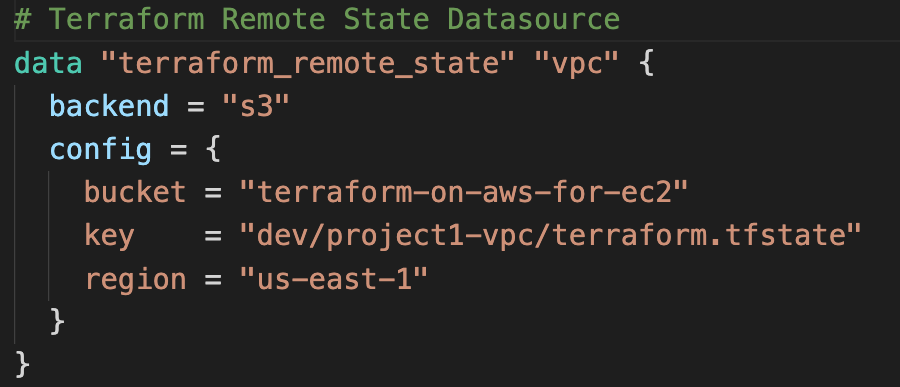 # Terraform Remote State Datasource
data "terraform_remote_state" "vpc" {
  backend = "s3"
  config = {
    bucket = "terraform-on-aws-for-ec2"
    key    = "dev/project1-vpc/terraform.tfstate"
    region = "us-east-1"
  }
}